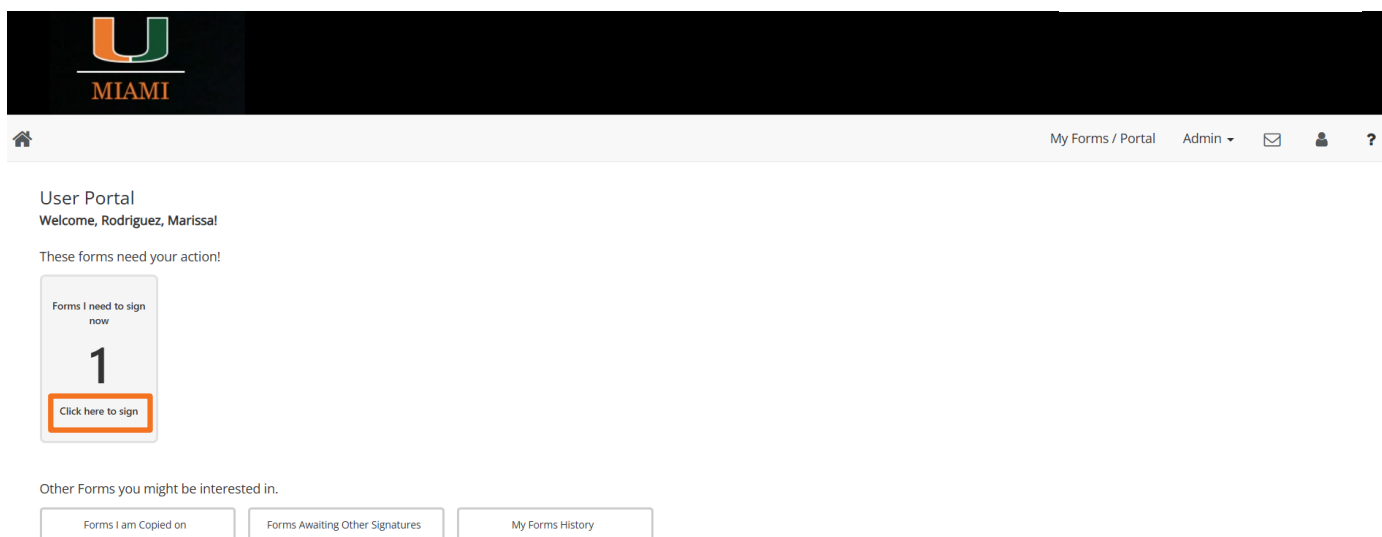 U
MIAMI
My Forms / Portal Admin ?
User Portal
Welcome, Rodriguez, Marissa!
These forms need your action!
Forms I need to sign
now
1
Click here to sign
Other Forms you might be interested in.
Forms I am Copied on Forms Awaiting Other Signatures My Forms History